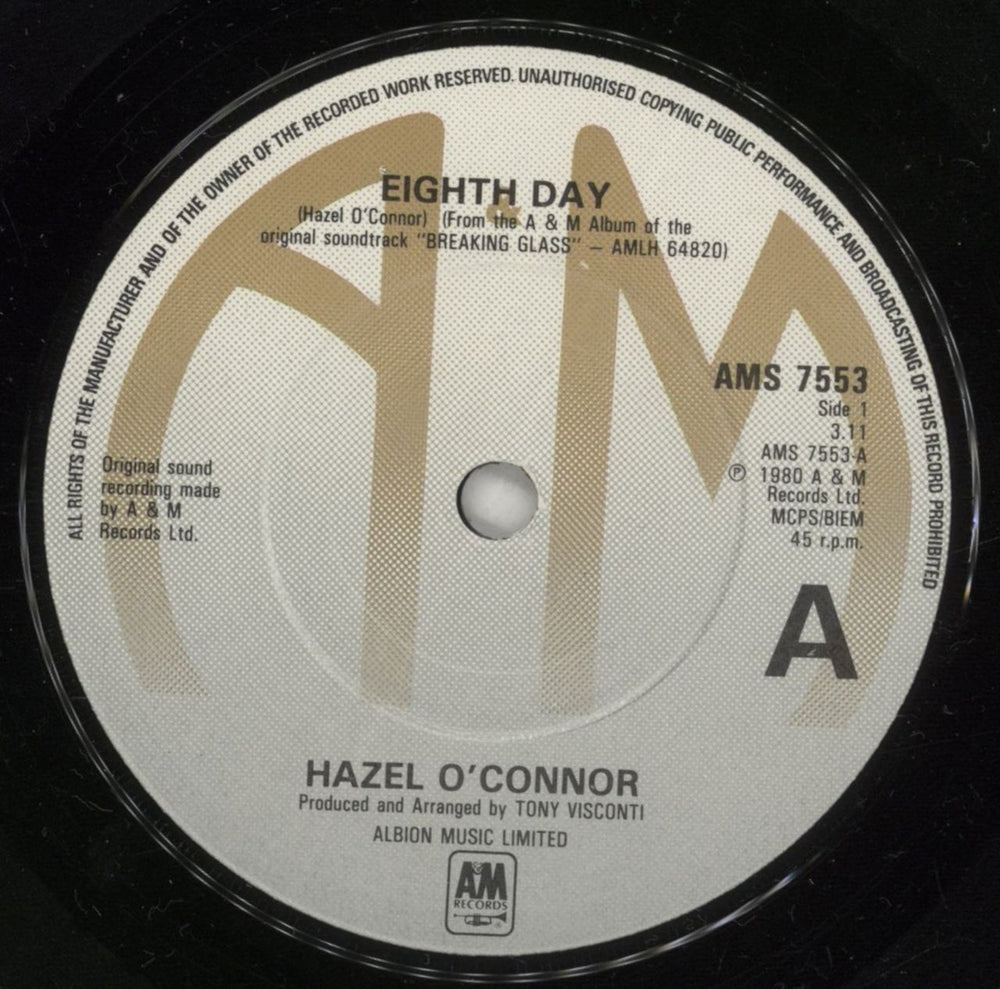 ALL RIGHTS OF THE MANUFACTURER AND OF THE OWNER OF THE RECORDED WORK RESERVED. UNAUTHORISED COPYING PUBLIC PERFORMANCE AND BROADCASTING OF THIS RECORD PROHIBITED
EIGHTH DAY
(Hazel O'Connor) (From the A & M Album of the
original soundtrack "BREAKING GLASS" – AMLH 64820)
AMS 7553
Side 1
3.11
AMS 7553-A
℗ 1980 A & M
Records Ltd.
MCPS/BIEM
45 r.p.m.
Original sound
recording made
by A & M
Records Ltd.
A
AM
HAZEL O'CONNOR
Produced and Arranged by TONY VISCONTI
ALBION MUSIC LIMITED
A&M
RECORDS
®